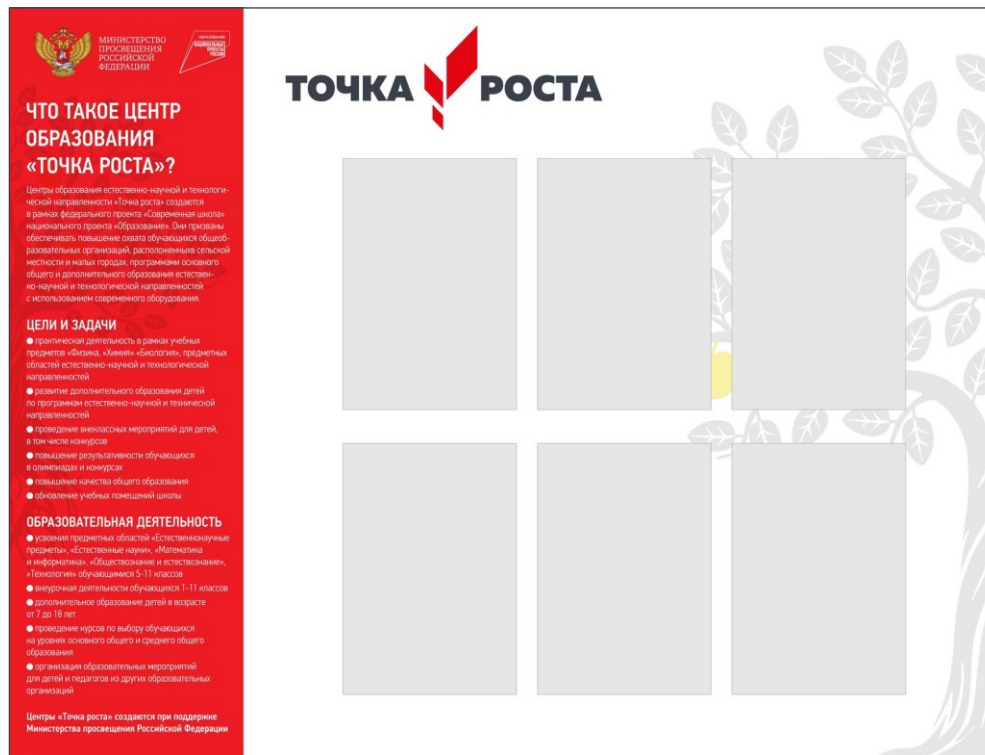 МИНИСТЕРСТВО
ПРОСВЕЩЕНИЯ
РОССИЙСКОЙ
ФЕДЕРАЦИИ
ОБРАЗОВАНИЕ
НАЦИОНАЛЬНЫЕ
ПРОЕКТЫ
РОССИИ
ТОЧКА РОСТА
ЧТО ТАКОЕ ЦЕНТР
ОБРАЗОВАНИЯ
«ТОЧКА РОСТА»?
Центры образования естественно-научной и технологи-
ческой направленности «Точка роста» создаются
в рамках федерального проекта «Современная школа»
национального проекта «Образование». Они призваны
обеспечивать повышение охвата обучающихся общеоб-
разовательных организаций, расположенныхв сельской
местности и малых городах, программами основного
общего и дополнительного образования естествен-
но-научной и технологической направленностей
с использованием современного оборудования.
ЦЕЛИ И ЗАДАЧИ
● практическая деятельность в рамках учебных
предметов «Физика, «Химия» «Биология», предметных
областей естественно-научной и технологической
направленностей
● развитие дополнительного образования детей
по программам естественно-научной и технической
направленностей
● проведение внеклассных мероприятий для детей,
в том числе конкурсов
● повышение результативности обучающихся
в олимпиадах и конкурсах
● повышение качества общего образования
● обновление учебных помещений школы
ОБРАЗОВАТЕЛЬНАЯ ДЕЯТЕЛЬНОСТЬ
● усвоения предметных областей «Естественнонаучные
предметы», «Естественные науки», «Математика
и информатика», «Обществознание и естествознание»,
«Технология» обучающимися 5-11 классов
● внеурочная деятельности обучающихся 1-11 классов
● дополнительное образование детей в возрасте
от 7 до 18 лет
● проведение курсов по выбору обучающихся
на уровнях основного общего и среднего общего
образования
● организация образовательных мероприятий
для детей и педагогов из других образовательных
организаций
Центры «Точка роста» создаются при поддержке
Министерства просвещения Российской Федерации